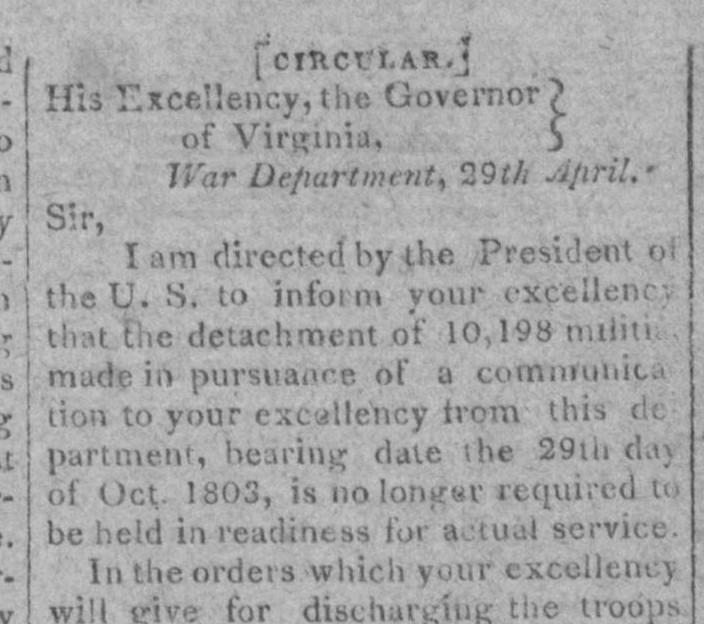 [CIRCULAR.]
His Excellency, the Governor }
of Virginia,
War Department, 29th April.
Sir,
I am directed by the President of
the U. S. to inform your excellency
that the detachment of 10,198 militia,
made in pursuance of a communica
tion to your excellency from this de
partment, bearing date the 29th day
of Oct. 1803, is no longer required to
be held in readiness for actual service.
In the orders which your excellency
will give for discharging the troops